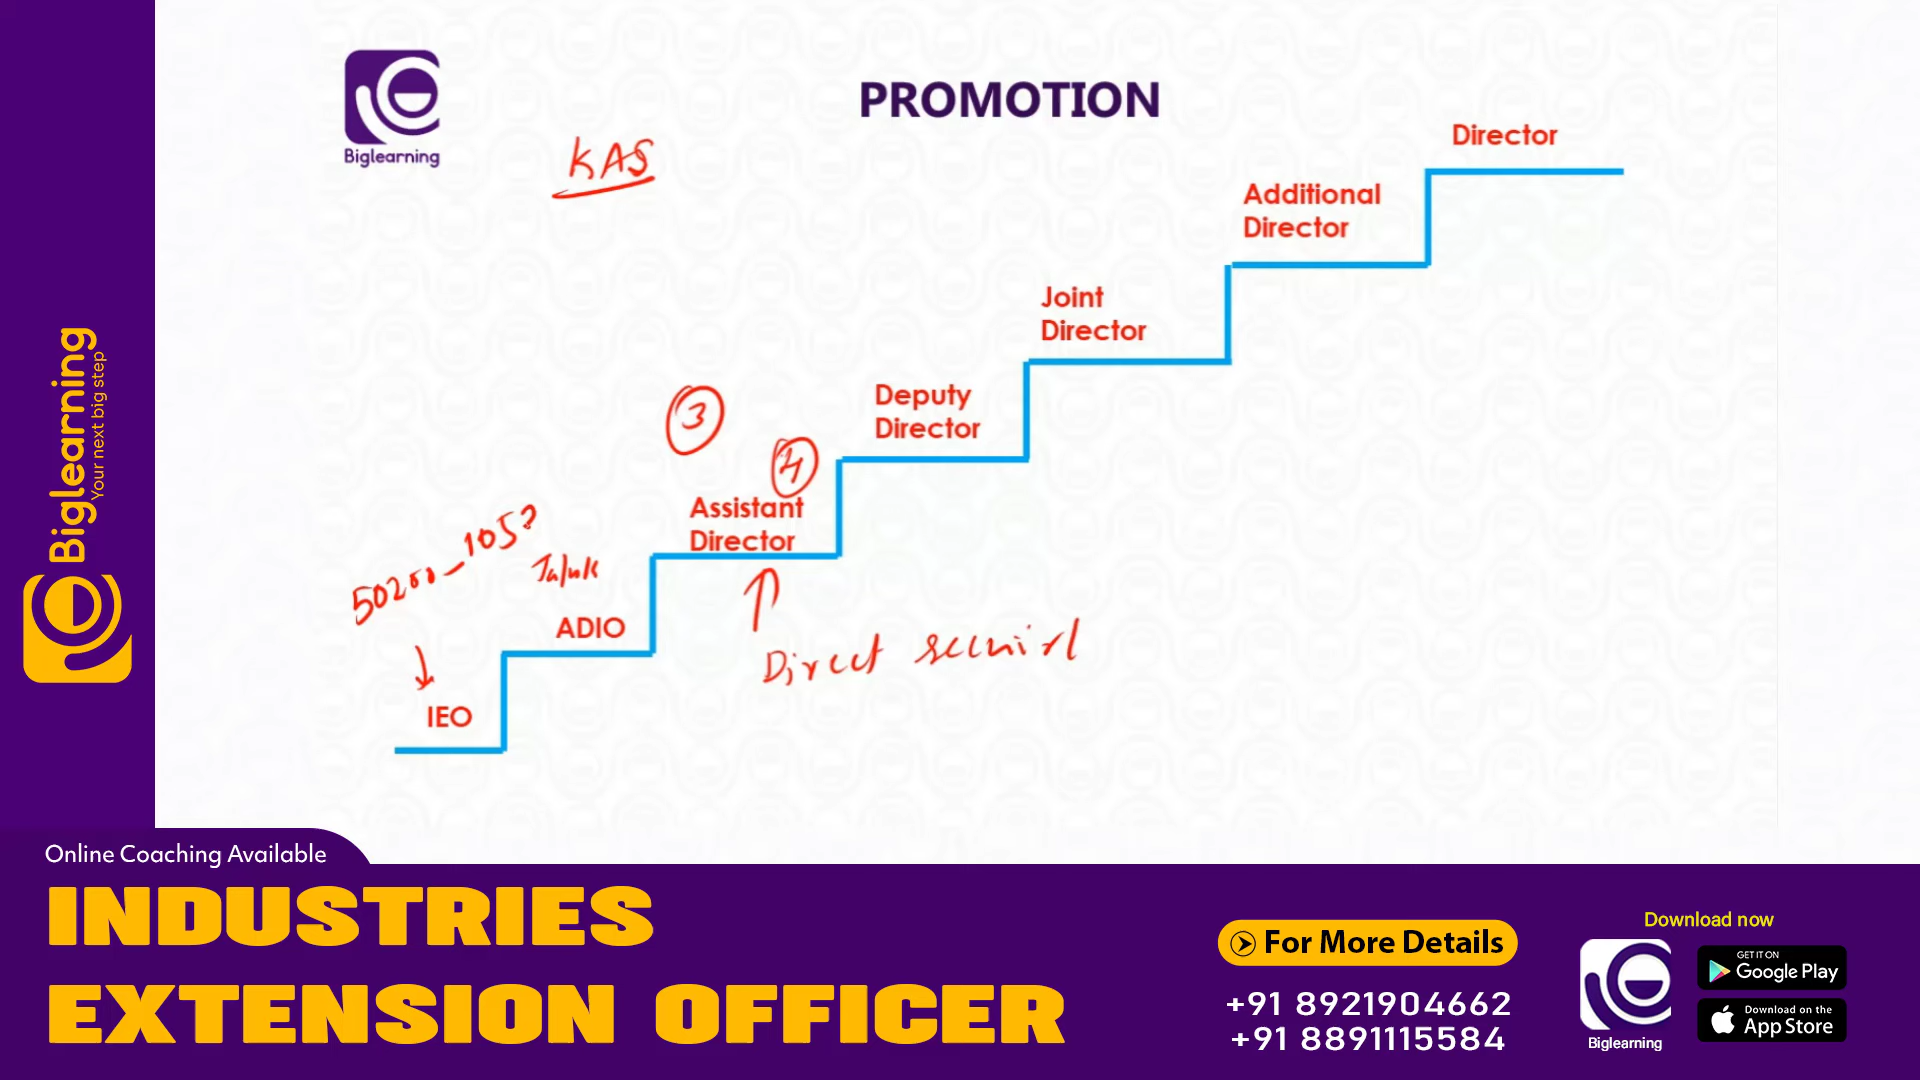 Biglearning
PROMOTION
KAS
Director
Additional
Director
Joint
Director
Deputy
Director
3
4
Assistant
Director
50200-
Taluk
ADIO
Direct
IEO
Biglearning
Your next big step
Online Coaching Available
INDUSTRIES
EXTENSION OFFICER
For More Details
+91 8921904662
+91 8891115584
Download now
GET IT ON
Google Play
Download on the
App Store
Biglearning